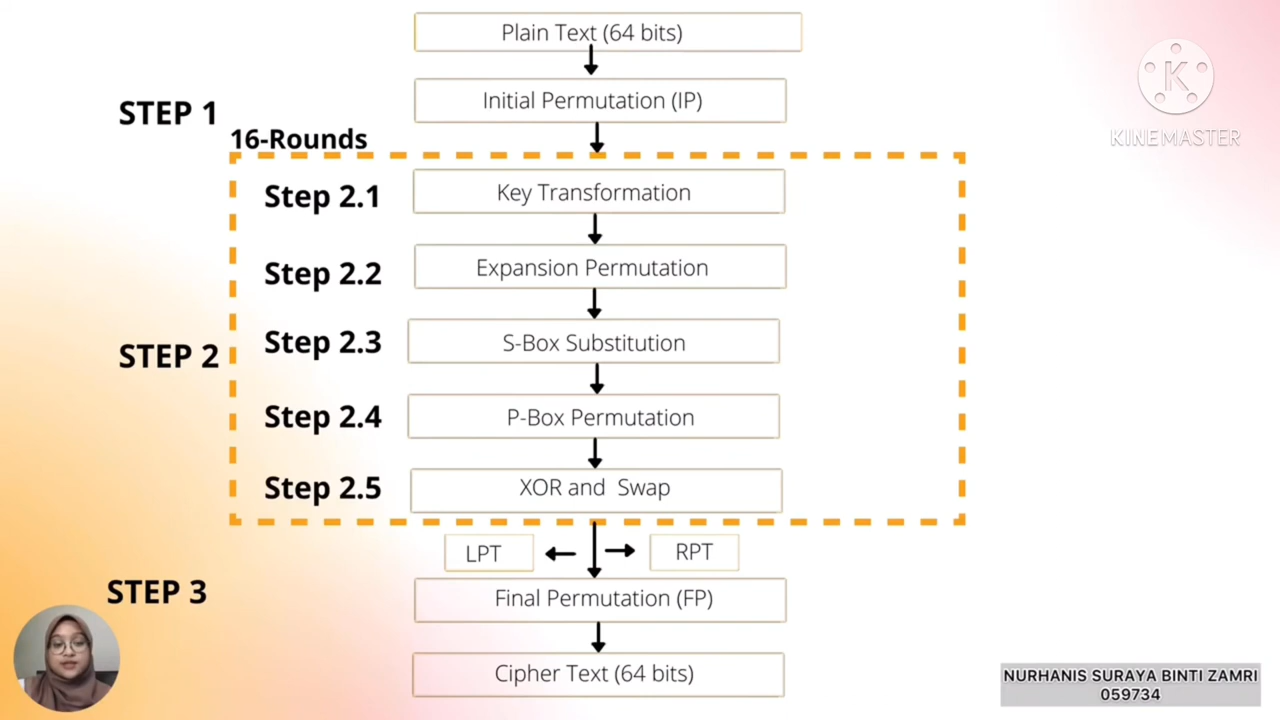 Plain Text (64 bits)
STEP 1
Initial Permutation (IP)
KINEMASTER
16-Rounds
Step 2.1
Key Transformation
Step 2.2
Expansion Permutation
STEP 2
Step 2.3
S-Box Substitution
Step 2.4
P-Box Permutation
Step 2.5
XOR and Swap
LPT
RPT
STEP 3
Final Permutation (FP)
Cipher Text (64 bits)
NURHANIS SURAYA BINTI ZAMRI
059734